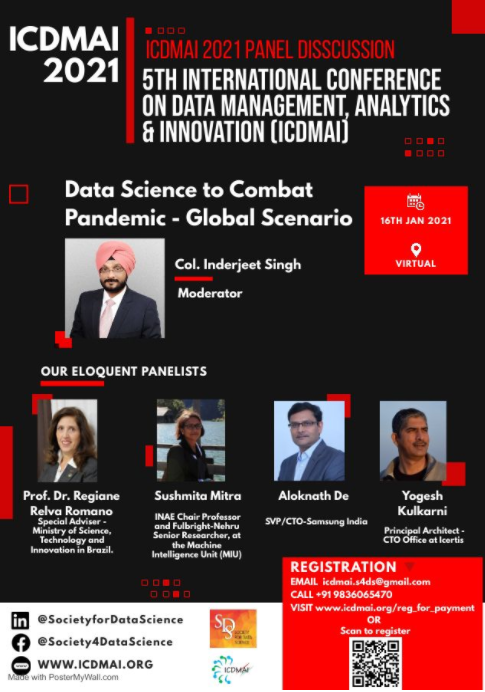 ICDMAI
2021
ICDMAI 2021 PANEL DISSCUSSION
5TH INTERNATIONAL CONFERENCE
ON DATA MANAGEMENT, ANALYTICS
& INNOVATION (ICDMAI)
Data Science to Combat
Pandemic - Global Scenario
16TH JAN 2021
VIRTUAL
Col. Inderjeet Singh
Moderator
OUR ELOQUENT PANELISTS
Prof. Dr. Regiane
Relva Romano
Special Adviser -
Ministry of Science,
Technology and
Innovation in Brazil.
Sushmita Mitra
INAE Chair Professor
and Fulbright-Nehru
Senior Researcher, at
the Machine
Intelligence Unit (MIU)
Aloknath De
SVP/CTO-Samsung India
Yogesh
Kulkarni
Principal Architect -
CTO Office at Icertis
REGISTRATION
EMAIL icdmai.s4ds@gmail.com
CALL +91 9836065470
VISIT www.icdmai.org/reg_for_payment
OR
Scan to register
@SocietyforDataScience
@Society4DataScience
WWW.ICDMAI.ORG
Made with PosterMyWall.com
SDS
SOCIETY
FOR DATA
SCIENCE
ICDMAI